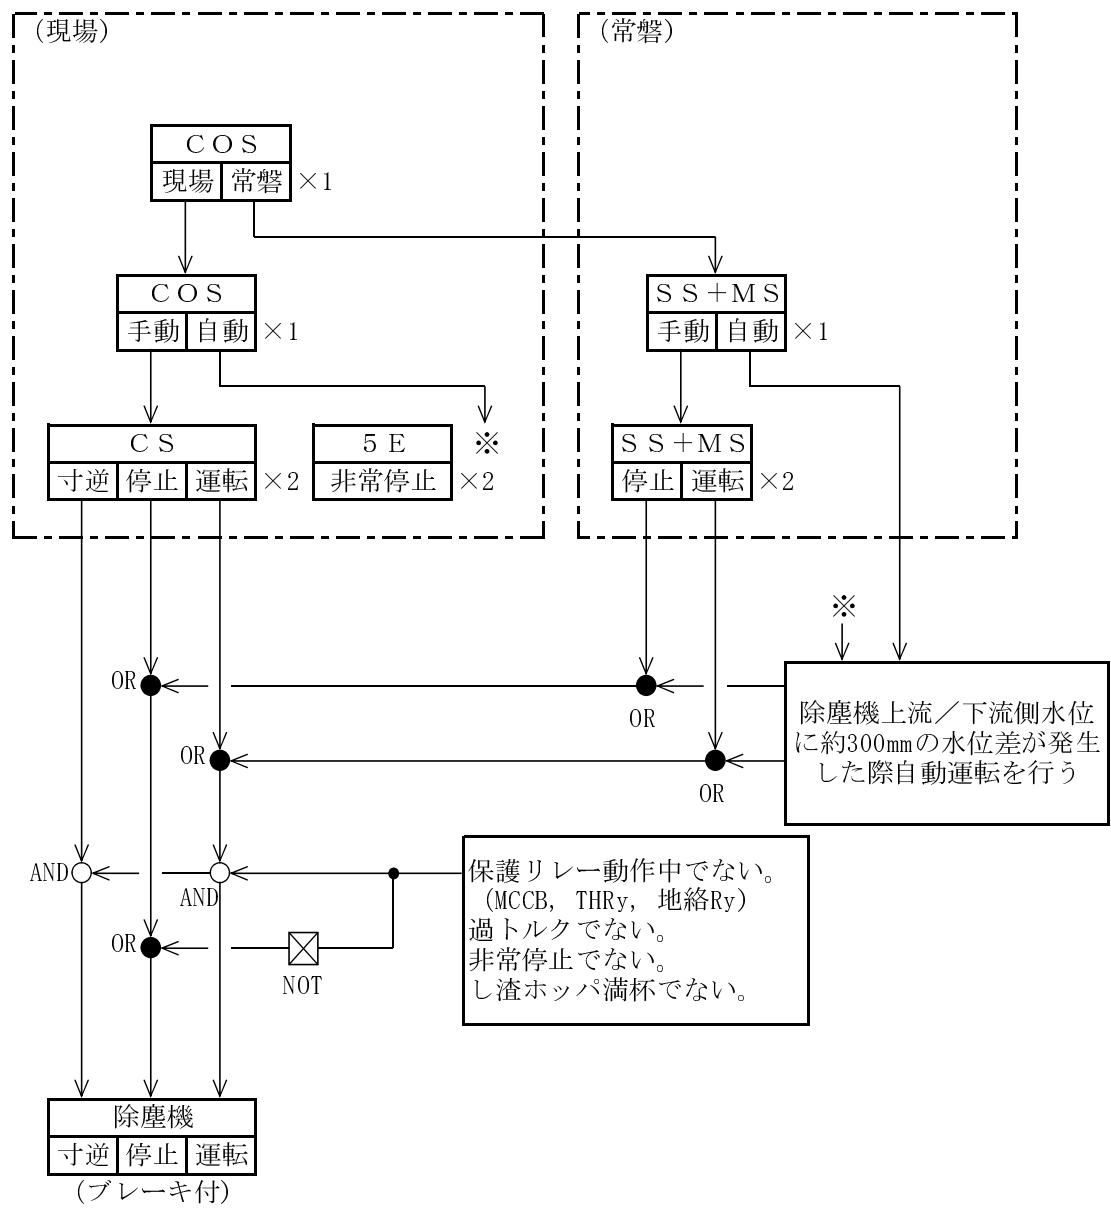 （現場）
（常磐）
ＣＯＳ
現場 常磐 ×1
ＣＯＳ
手動 自動 ×1
ＳＳ＋ＭＳ
手動 自動 ×1
ＣＳ
寸逆 停止 運転 ×2
５Ｅ
非常停止 ×2
※
ＳＳ＋ＭＳ
停止 運転 ×2
※
OR
OR
OR
OR
除塵機上流／下流側水位
に約300mmの水位差が発生
した際自動運転を行う
AND
AND
OR
NOT
保護リレー動作中でない。
（MCCB, THRy, 地絡Ry）
過トルクでない。
非常停止でない。
し渣ホッパ満杯でない。
除塵機
寸逆 停止 運転
（ブレーキ付）